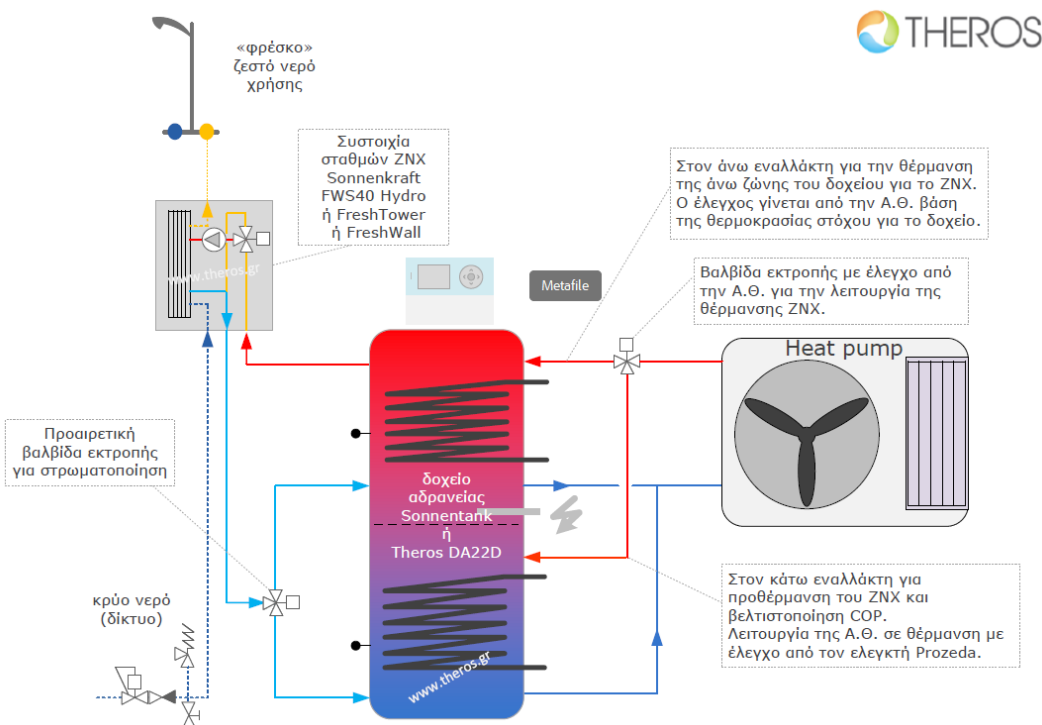 THEROS
«φρέσκο»
ζεστό νερό
χρήσης
Συστοιχία
σταθμών ΖΝΧ
Sonnenkraft
FWS40 Hydro
ή FreshTower
ή FreshWall
Στον άνω εναλλάκτη για την θέρμανση
της άνω ζώνης του δοχείου για το ΖΝΧ.
Ο έλεγχος γίνεται από την Α.Θ. βάση
της θερμοκρασίας στόχου για το δοχείο.
www.theros.gr
Metafile
Βαλβίδα εκτροπής με έλεγχο από
την Α.Θ. για την λειτουργία της
θέρμανσης ΖΝΧ.
Heat pump
Προαιρετική
βαλβίδα εκτροπής
για στρωματοποίηση
δοχείο
αδρανείας
Sonnentank
ή
Theros DA22D
Στον κάτω εναλλάκτη για
προθέρμανση του ΖΝΧ και
βελτιστοποίηση COP.
Λειτουργία της Α.Θ. σε θέρμανση με
έλεγχο από τον ελεγκτή Prozeda.
κρύο νερό
(δίκτυο)
www.theros.gr